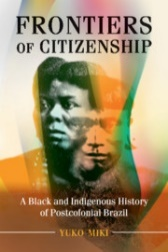 FRONTIERS
OF CITIZENSHIP
A Black and Indigenous History
of Postcolonial Brazil
YUKO MIKI